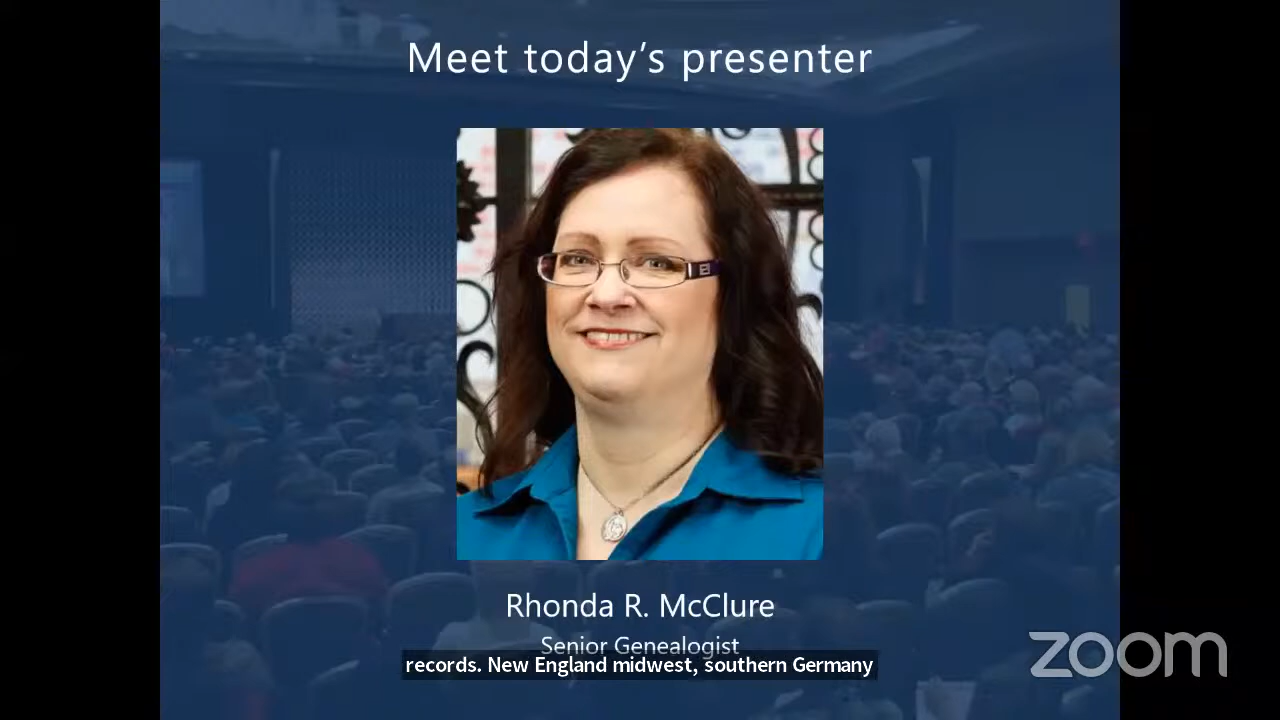 Meet today's presenter
Rhonda R. McClure
Senior Genealogist
records. New England midwest, southern Germany
zoom